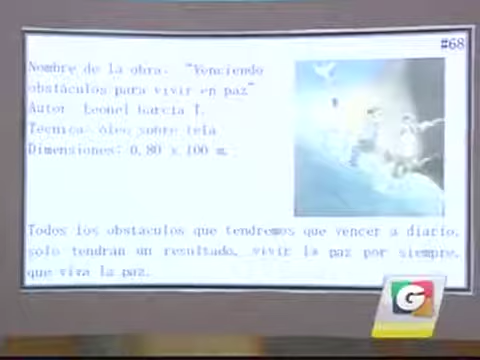 #68
Nombre de la obra: "Venciendo
obstáculos para vivir en paz"
Autor: Leonel García T.
Técnica: óleo sobre tela
Dimensiones: 0.80 x 100 m.
Todos los obstáculos que tendremos que vencer a diario,
solo tendrán un resultado, vivir la paz por siempre,
que viva la paz.
G